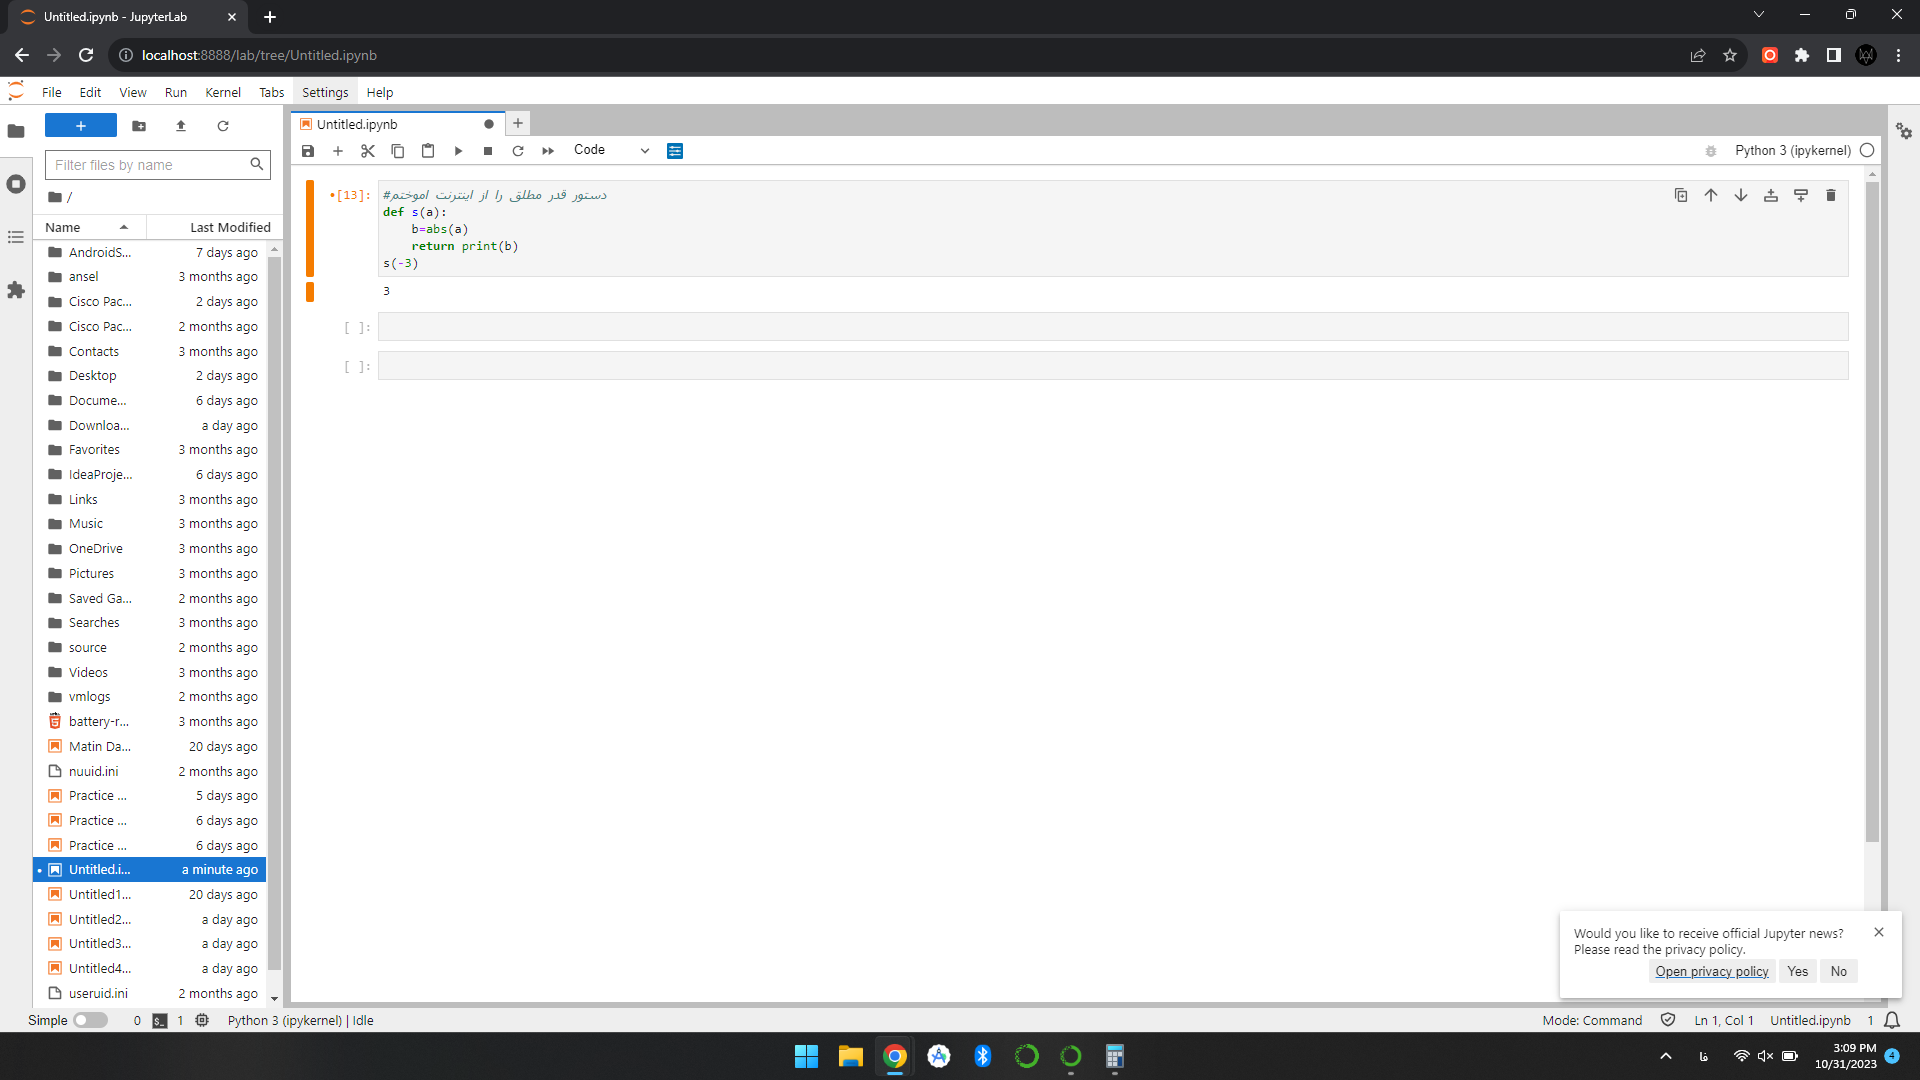 Untitled.ipynb - JupyterLab
localhost:8888/lab/tree/Untitled.ipynb
File Edit View Run Kernel Tabs Settings Help
Filter files by name
/
Name Last Modified
AndroidS... 7 days ago
ansel 3 months ago
Cisco Pac... 2 days ago
Cisco Pac... 2 months ago
Contacts 3 months ago
Desktop 2 days ago
Docume... 6 days ago
Downloa... a day ago
Favorites 3 months ago
IdeaProje... 6 days ago
Links 3 months ago
Music 3 months ago
OneDrive 3 months ago
Pictures 3 months ago
Saved Ga... 2 months ago
Searches 3 months ago
source 2 months ago
Videos 3 months ago
vmlogs 2 months ago
battery-r... 3 months ago
Matin Da... 20 days ago
nuuid.ini 2 months ago
Practice ... 5 days ago
Practice ... 6 days ago
Practice ... 6 days ago
Untitled.i... a minute ago
Untitled1... 20 days ago
Untitled2... a day ago
Untitled3... a day ago
Untitled4... a day ago
useruid.ini 2 months ago
Untitled.ipynb
Code
Python 3 (ipykernel)
[13]:
#دستور قدر مطلق را از اینترنت اموختم
def s(a):
    b=abs(a)
    return print(b)
s(-3)
3
[ ]:
[ ]:
Would you like to receive official Jupyter news?
Please read the privacy policy.
Open privacy policy Yes No
Simple 0 $_ 1 Python 3 (ipykernel) | Idle
Mode: Command Ln 1, Col 1 Untitled.ipynb 1
فا
3:09 PM
10/31/2023
4